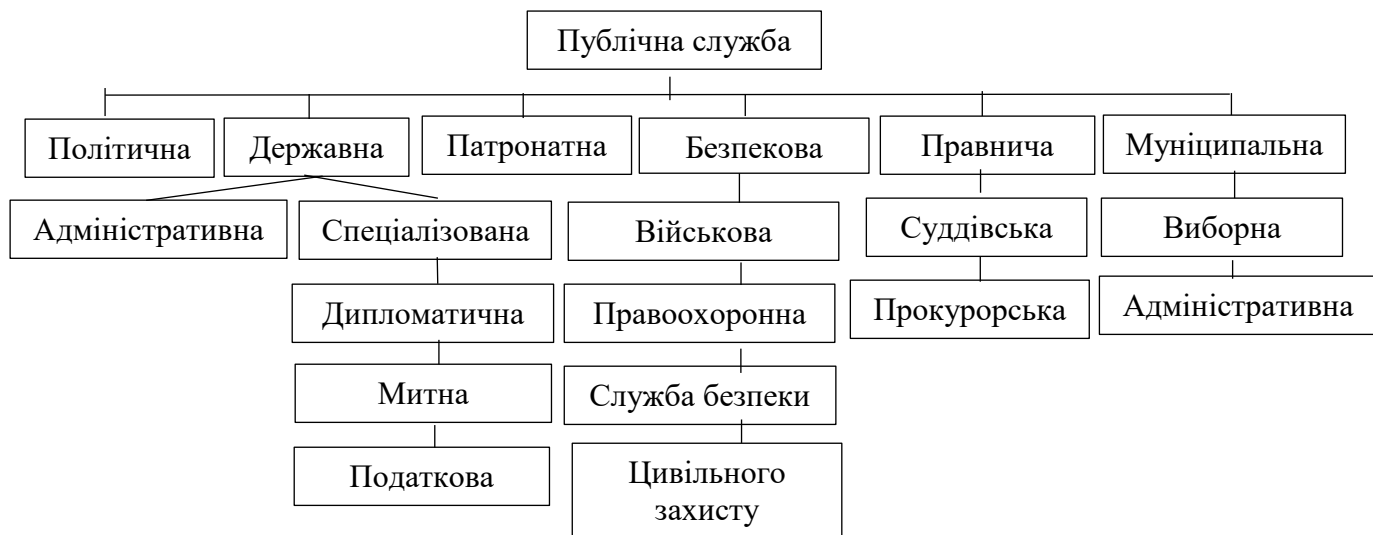 Публічна служба
Політична
Державна
Патронатна
Безпекова
Правнича
Муніципальна
Адміністративна
Спеціалізована
Військова
Суддівська
Виборна
Дипломатична
Правоохоронна
Прокурорська
Адміністративна
Митна
Служба безпеки
Податкова
Цивільного
захисту